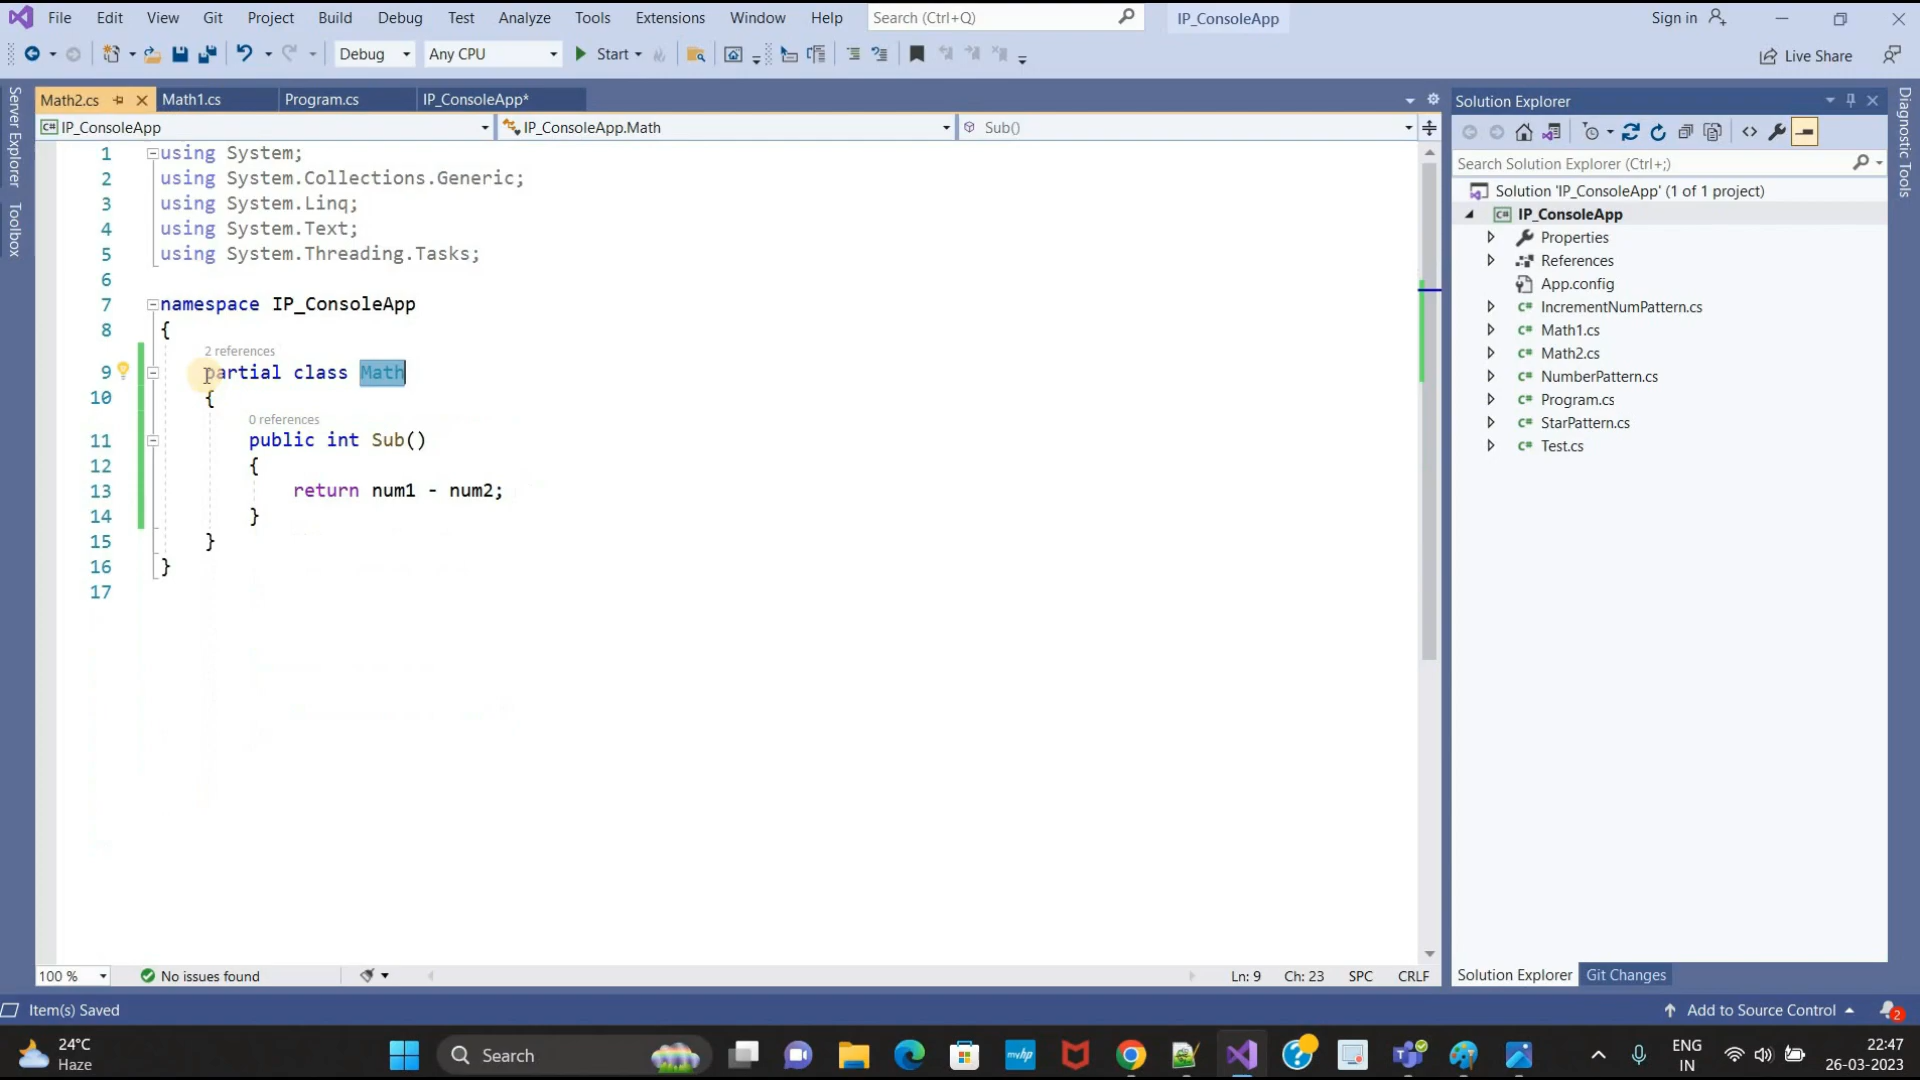 File Edit View Git Project Build Debug Test Analyze Tools Extensions Window Help Search (Ctrl+Q) IP_ConsoleApp Sign in
Debug Any CPU Start Live Share
Server Explorer
Toolbox
Math2.cs Math1.cs Program.cs IP_ConsoleApp*
IP_ConsoleApp IP_ConsoleApp.Math Sub()
1 using System;
2 using System.Collections.Generic;
3 using System.Linq;
4 using System.Text;
5 using System.Threading.Tasks;
6
7 namespace IP_ConsoleApp
8 {
2 references
9 partial class Math
10 {
0 references
11 public int Sub()
12 {
13 return num1 - num2;
14 }
15 }
16 }
17
100 % No issues found Ln: 9 Ch: 23 SPC CRLF
Solution Explorer
Search Solution Explorer (Ctrl+;)
Solution 'IP_ConsoleApp' (1 of 1 project)
C# IP_ConsoleApp
Properties
References
App.config
C# IncrementNumPattern.cs
C# Math1.cs
C# Math2.cs
C# NumberPattern.cs
C# Program.cs
C# StarPattern.cs
C# Test.cs
Solution Explorer Git Changes
Diagnostic Tools
Item(s) Saved Add to Source Control 2
24°C
Haze
Search
myhp
ENG
IN
22:47
26-03-2023